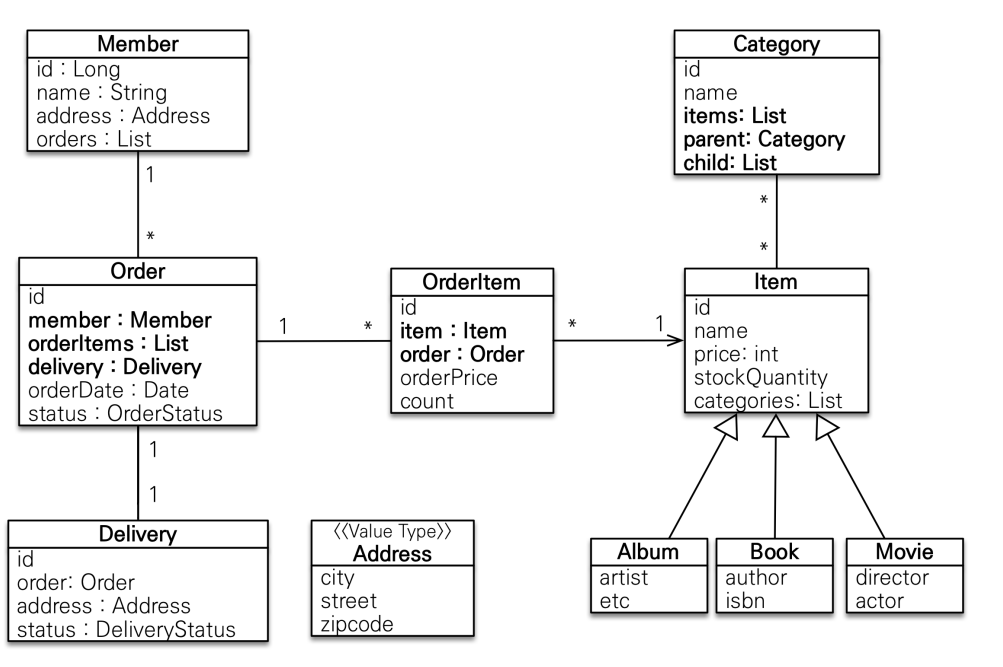 Member
id : Long
name : String
address : Address
orders : List
Category
id
name
items: List
parent: Category
child: List
1
*
*
*
Order
id
member : Member
orderItems : List
delivery : Delivery
orderDate : Date
status : OrderStatus
1
*
OrderItem
id
item : Item
order : Order
orderPrice
count
*
1
Item
id
name
price: int
stockQuantity
categories: List
1
1
Delivery
id
order: Order
address : Address
status : DeliveryStatus
〈〈Value Type〉〉
Address
city
street
zipcode
Album
artist
etc
Book
author
isbn
Movie
director
actor